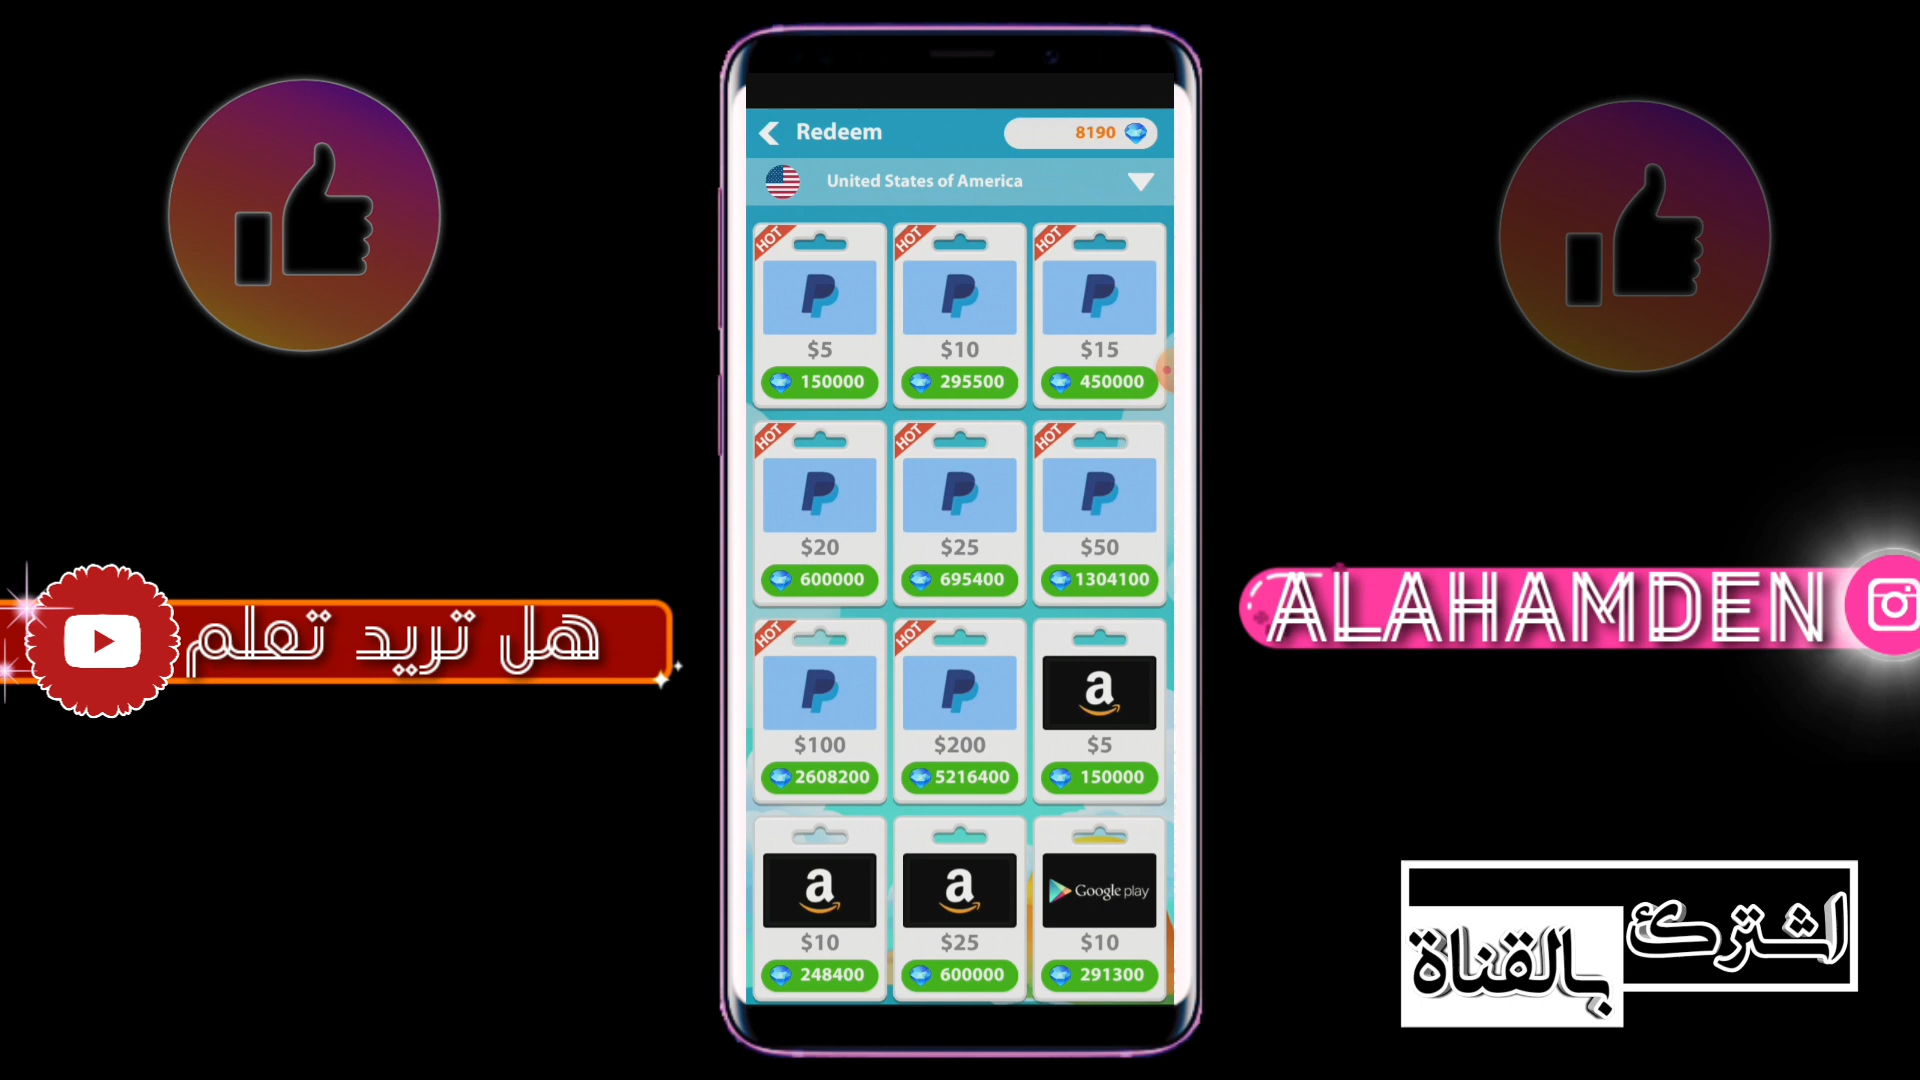 Redeem
8190
United States of America
HOT HOT HOT
$5 $10 $15
150000 295500 450000
HOT HOT HOT
$20 $25 $50
600000 695400 1304100
HOT HOT
$100 $200 $5
2608200 5216400 150000
Google play
$10 $25 $10
248400 600000 291300
هل تريد تعلم
ALAHAMDEN
اشترك
بالقناة